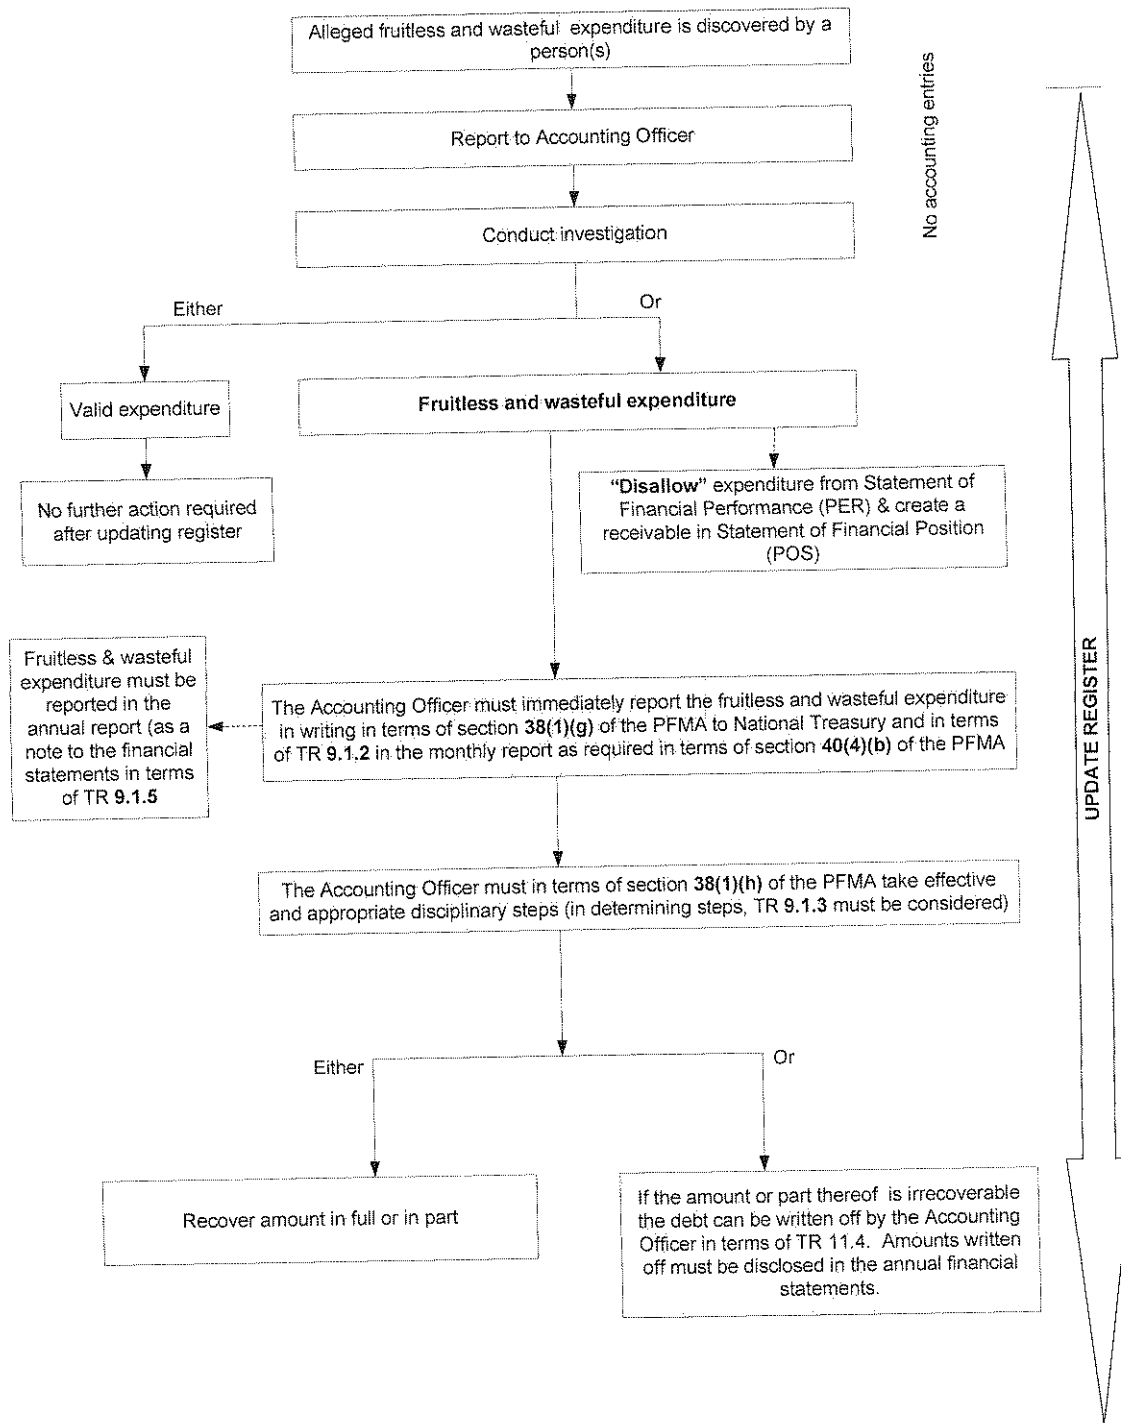 Alleged fruitless and wasteful expenditure is discovered by a
person(s)
Report to Accounting Officer
No accounting entries
Conduct investigation
Either
Or
Valid expenditure
Fruitless and wasteful expenditure
No further action required
after updating register
"Disallow" expenditure from Statement of
Financial Performance (PER) & create a
receivable in Statement of Financial Position
(POS)
Fruitless & wasteful
expenditure must be
reported in the
annual report (as a
note to the financial
statements in terms
of TR 9.1.5
The Accounting Officer must immediately report the fruitless and wasteful expenditure
in writing in terms of section 38(1)(g) of the PFMA to National Treasury and in terms
of TR 9.1.2 in the monthly report as required in terms of section 40(4)(b) of the PFMA
UPDATE REGISTER
The Accounting Officer must in terms of section 38(1)(h) of the PFMA take effective
and appropriate disciplinary steps (in determining steps, TR 9.1.3 must be considered)
Either
Or
Recover amount in full or in part
If the amount or part thereof is irrecoverable
the debt can be written off by the Accounting
Officer in terms of TR 11.4. Amounts written
off must be disclosed in the annual financial
statements.